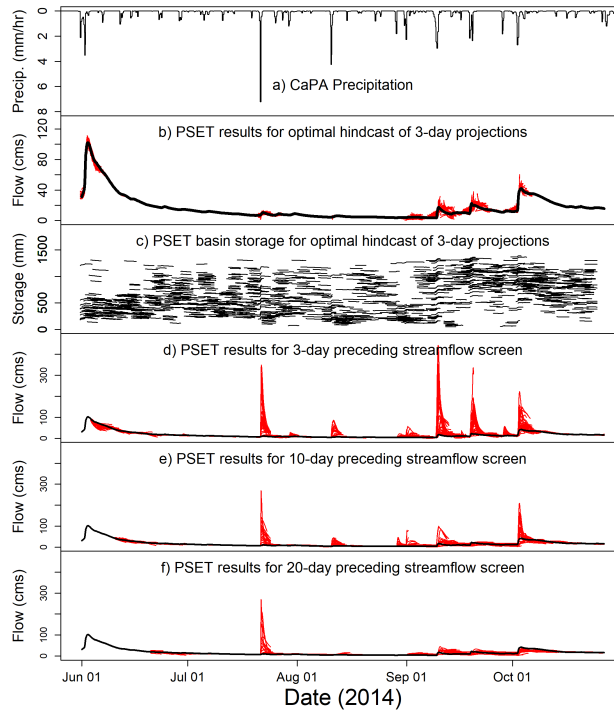 0
2
4
6
8
Precip. (mm/hr)
a) CaPA Precipitation
0
40
80
120
Flow (cms)
b) PSET results for optimal hindcast of 3-day projections
0
500
1500
Storage (mm)
c) PSET basin storage for optimal hindcast of 3-day projections
0
100
300
Flow (cms)
d) PSET results for 3-day preceding streamflow screen
0
100
300
Flow (cms)
e) PSET results for 10-day preceding streamflow screen
0
100
300
Flow (cms)
f) PSET results for 20-day preceding streamflow screen
Jun 01 Jul 01 Aug 01 Sep 01 Oct 01
Date (2014)